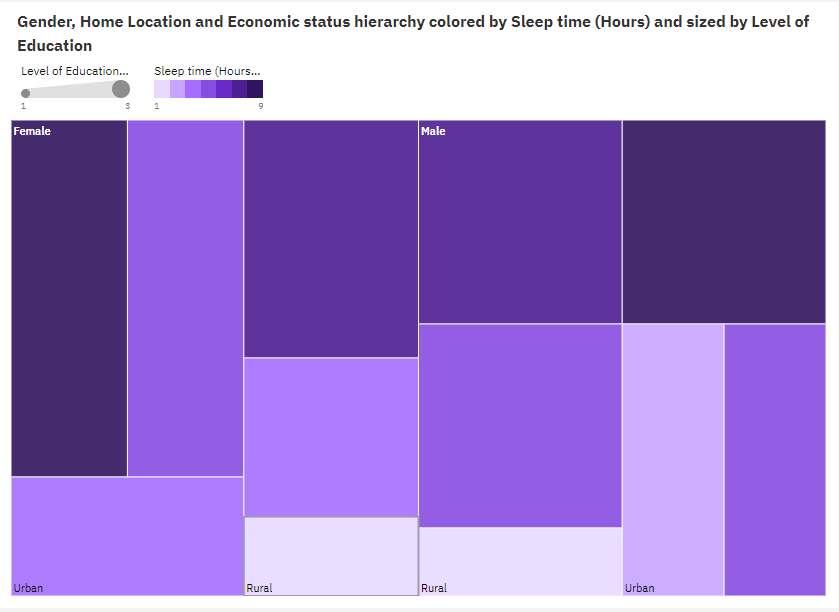 Gender, Home Location and Economic status hierarchy colored by Sleep time (Hours) and sized by Level of
Education
Level of Education... Sleep time (Hours...
1 3 1 9
Female Male
Urban Rural Rural Urban